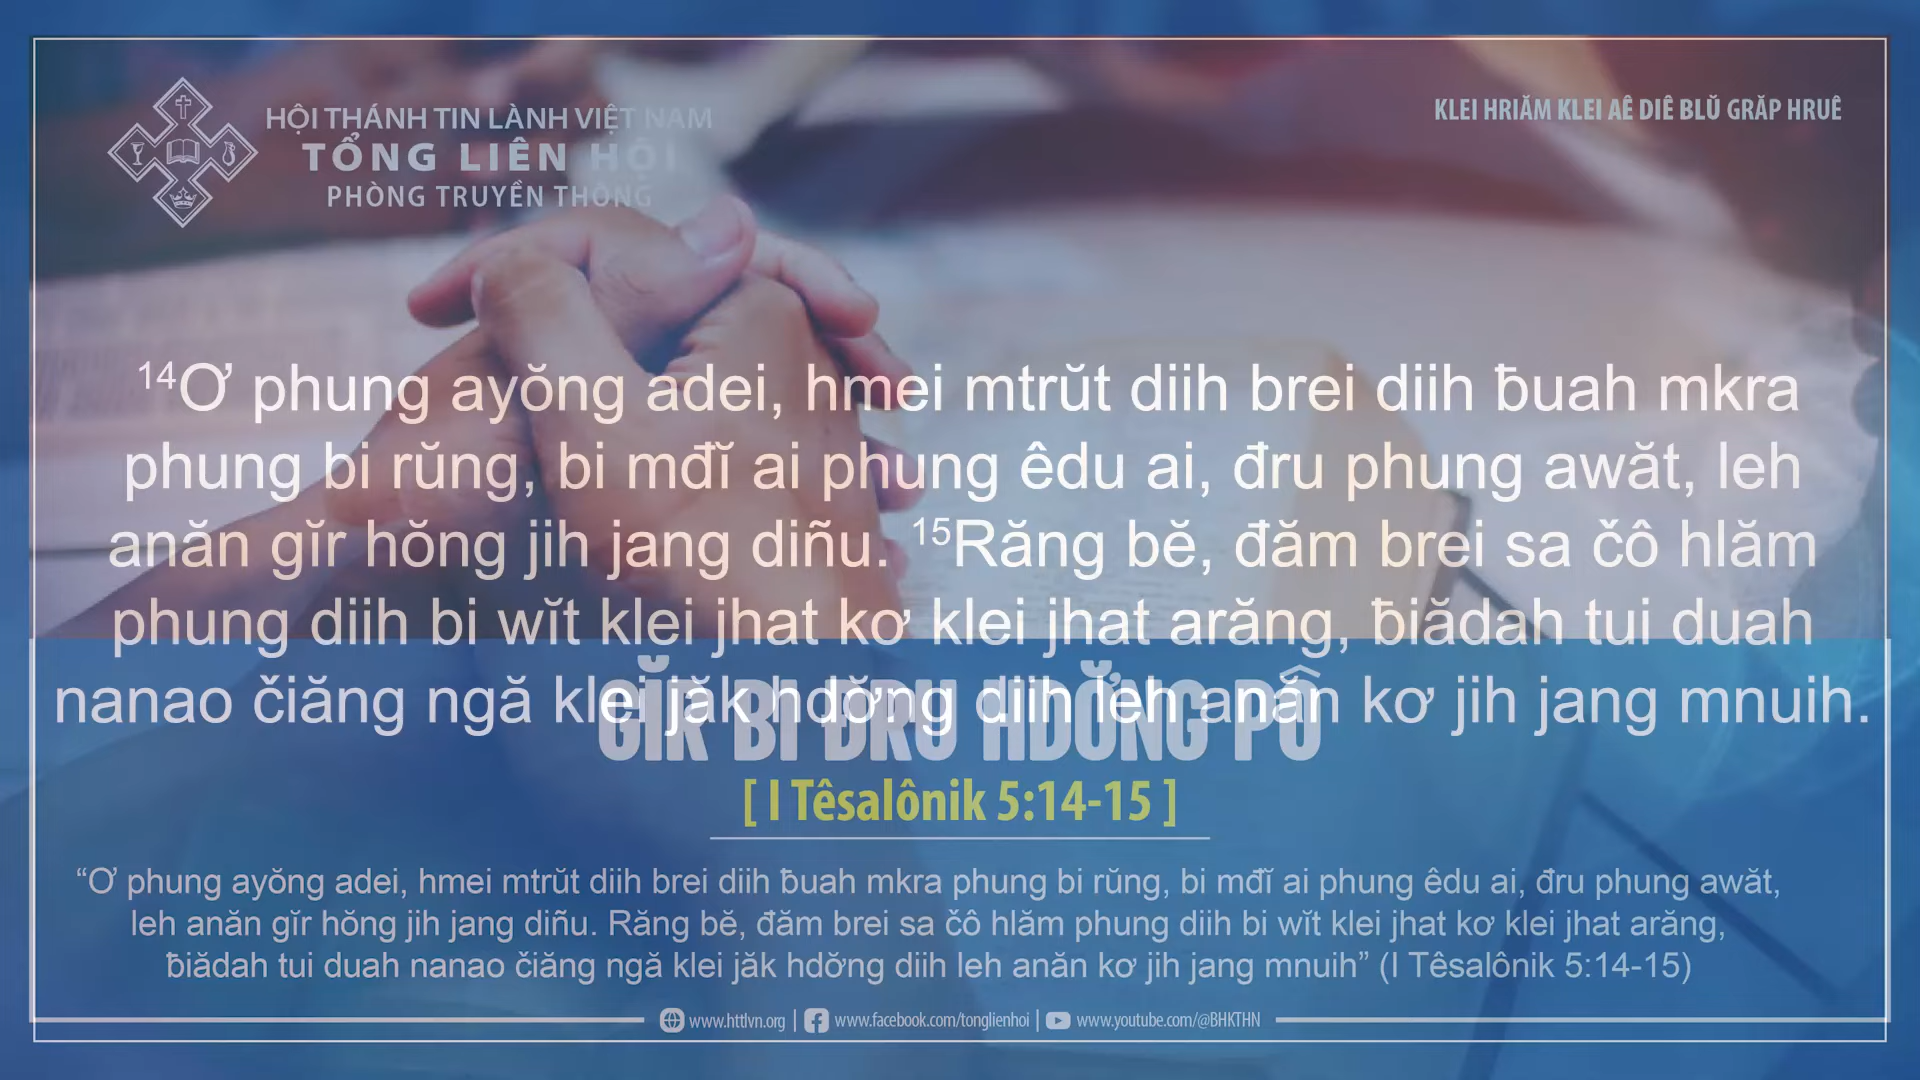 HỘI THÁNH TIN LÀNH VIỆT NAM
TỔNG LIÊN HỘI
PHÒNG TRUYỀN THÔNG
KLEI HRIĂM KLEI AÊ DIÊ BLŬ GRĂP HRUÊ
14Ơ phung ayŏng adei, hmei mtrŭt diih brei diih ƀuah mkra
phung bi rŭng, bi mđĭ ai phung êdu ai, đru phung awăt, leh
anăn gĭr hŏng jih jang diñu. 15Răng bĕ, đăm brei sa čô hlăm
phung diih bi wĭt klei jhat kơ klei jhat arăng, ƀiădah tui duah
nanao čiăng ngă klei jăk hdơ̆ng diih leh anăn kơ jih jang mnuih.
GĬR BI ĐRU HDƠ̆NG PÔ
[ I Têsalônik 5:14-15 ]
“Ơ phung ayŏng adei, hmei mtrŭt diih brei diih ƀuah mkra phung bi rŭng, bi mđĭ ai phung êdu ai, đru phung awăt,
leh anăn gĭr hŏng jih jang diñu. Răng bĕ, đăm brei sa čô hlăm phung diih bi wĭt klei jhat kơ klei jhat arăng,
ƀiădah tui duah nanao čiăng ngă klei jăk hdơ̆ng diih leh anăn kơ jih jang mnuih” (I Têsalônik 5:14-15)
www.httlvn.org | www.facebook.com/tonglienhoi | www.youtube.com/@BHKTHN